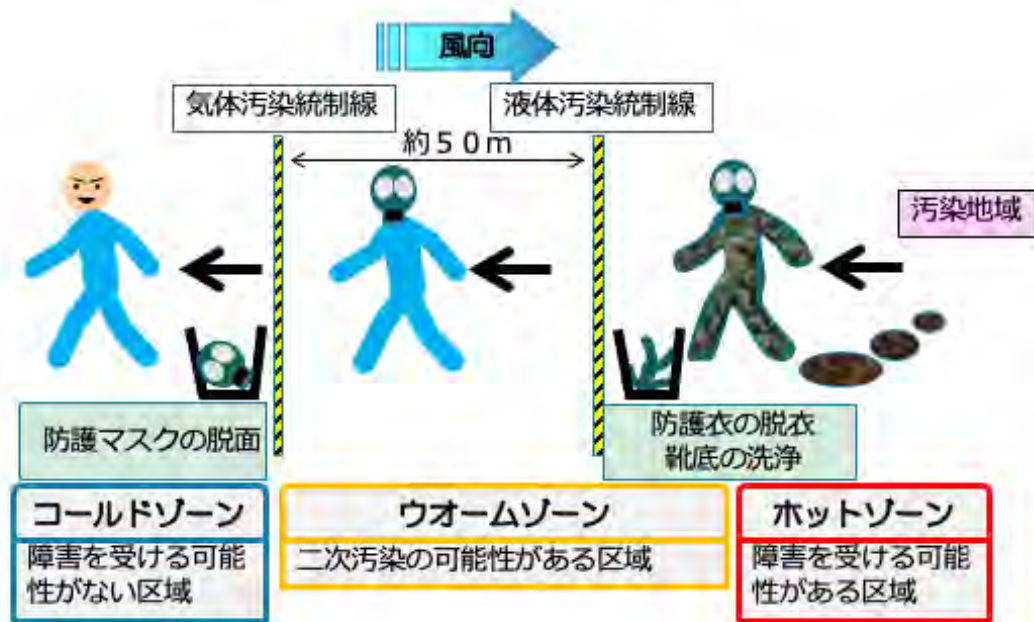 風向
気体汚染統制線
液体汚染統制線
約50m
汚染地域
防護マスクの脱面
防護衣の脱衣
靴底の洗浄
コールドゾーン
障害を受ける可能
性がない区域
ウオームゾーン
二次汚染の可能性がある区域
ホットゾーン
障害を受ける可能
性がある区域